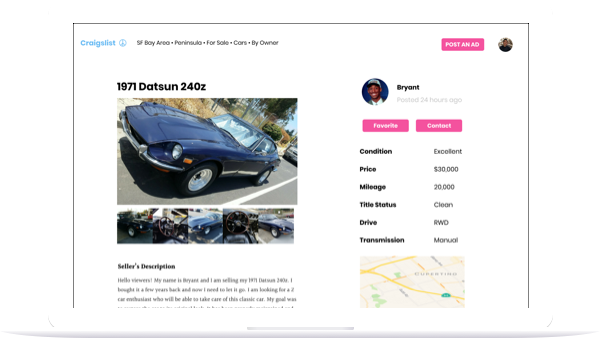 Craigslist SF Bay Area • Peninsula • For Sale • Cars • By Owner POST AN AD
1971 Datsun 240z
Bryant
Posted 24 hours ago
Favorite Contact
Condition Excellent
Price $30,000
Mileage 20,000
Title Status Clean
Drive RWD
Transmission Manual
CUPERTINO
Seller's Description
Hello viewers! My name is Bryant and I am selling my 1971 Datsun 240z. I
bought it a few years back and now I need to let it go. I am looking for a Z
car enthusiast who will be able to take care of this classic car. My goal was